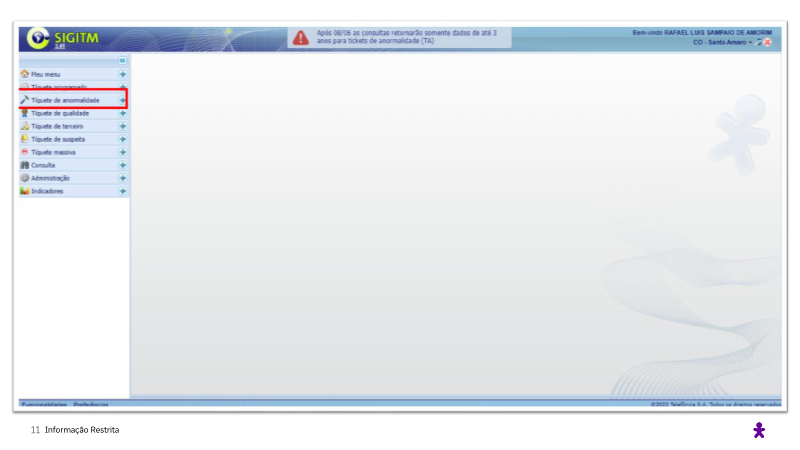 SIGITM
Após 08/06 as consultas retornarão somente dados de até 3
anos para tickets de anormalidade (TA)
Bem-vindo RAFAEL LUIS SAMPAIO DE AMORIM
CO - Santo Amaro
Meu menu
Tíquete programado
Tíquete de anormalidade
Tíquete de qualidade
Tíquete de terceiro
Tíquete de suspeita
Tíquete massiva
Consulta
Administração
Indicadores
Funcionalidades Preferências
©2022 Telefônica S.A. Todos os direitos reservados
11 Informação Restrita